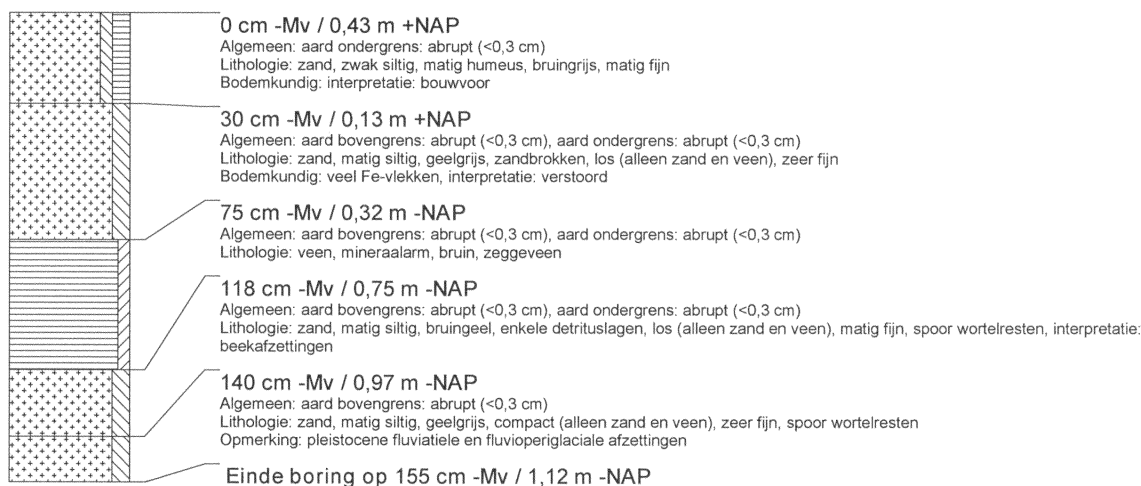 0 cm -Mv / 0,43 m +NAP
Algemeen: aard ondergrens: abrupt (<0,3 cm)
Lithologie: zand, zwak siltig, matig humeus, bruingrijs, matig fijn
Bodemkundig: interpretatie: bouwvoor
30 cm -Mv / 0,13 m +NAP
Algemeen: aard bovengrens: abrupt (<0,3 cm), aard ondergrens: abrupt (<0,3 cm)
Lithologie: zand, matig siltig, geelgrijs, zandbrokken, los (alleen zand en veen), zeer fijn
Bodemkundig: veel Fe-vlekken, interpretatie: verstoord
75 cm -Mv / 0,32 m -NAP
Algemeen: aard bovengrens: abrupt (<0,3 cm), aard ondergrens: abrupt (<0,3 cm)
Lithologie: veen, mineraalarm, bruin, zeggeveen
118 cm -Mv / 0,75 m -NAP
Algemeen: aard bovengrens: abrupt (<0,3 cm), aard ondergrens: abrupt (<0,3 cm)
Lithologie: zand, matig siltig, bruingeel, enkele detrituslagen, los (alleen zand en veen), matig fijn, spoor wortelresten, interpretatie:
beekafzettingen
140 cm -Mv / 0,97 m -NAP
Algemeen: aard bovengrens: abrupt (<0,3 cm)
Lithologie: zand, matig siltig, geelgrijs, compact (alleen zand en veen), zeer fijn, spoor wortelresten
Opmerking: pleistocene fluviatiele en fluvioperiglaciale afzettingen
Einde boring op 155 cm -Mv / 1,12 m -NAP